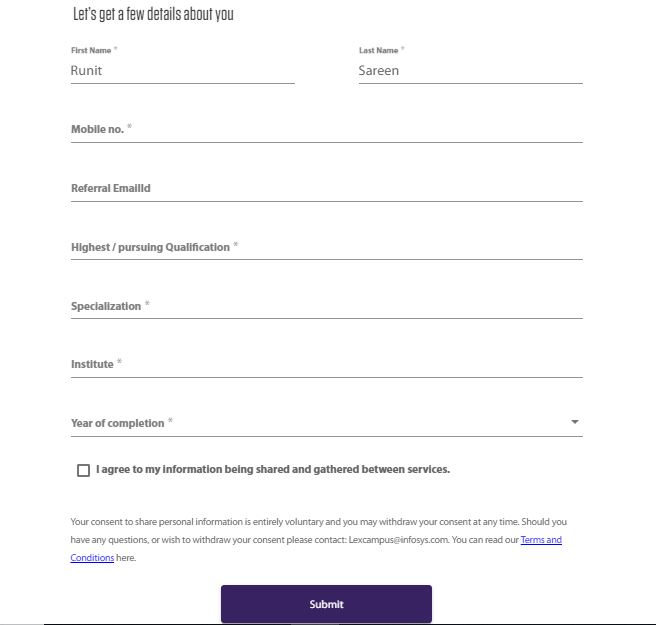 Let's get a few details about you
First Name * Last Name *
Runit Sareen
Mobile no. *
Referral EmailId
Highest / pursuing Qualification *
Specialization *
Institute *
Year of completion *
I agree to my information being shared and gathered between services.
Your consent to share personal information is entirely voluntary and you may withdraw your consent at any time. Should you
have any questions, or wish to withdraw your consent please contact: Lexcampus@infosys.com. You can read our Terms and
Conditions here.
Submit